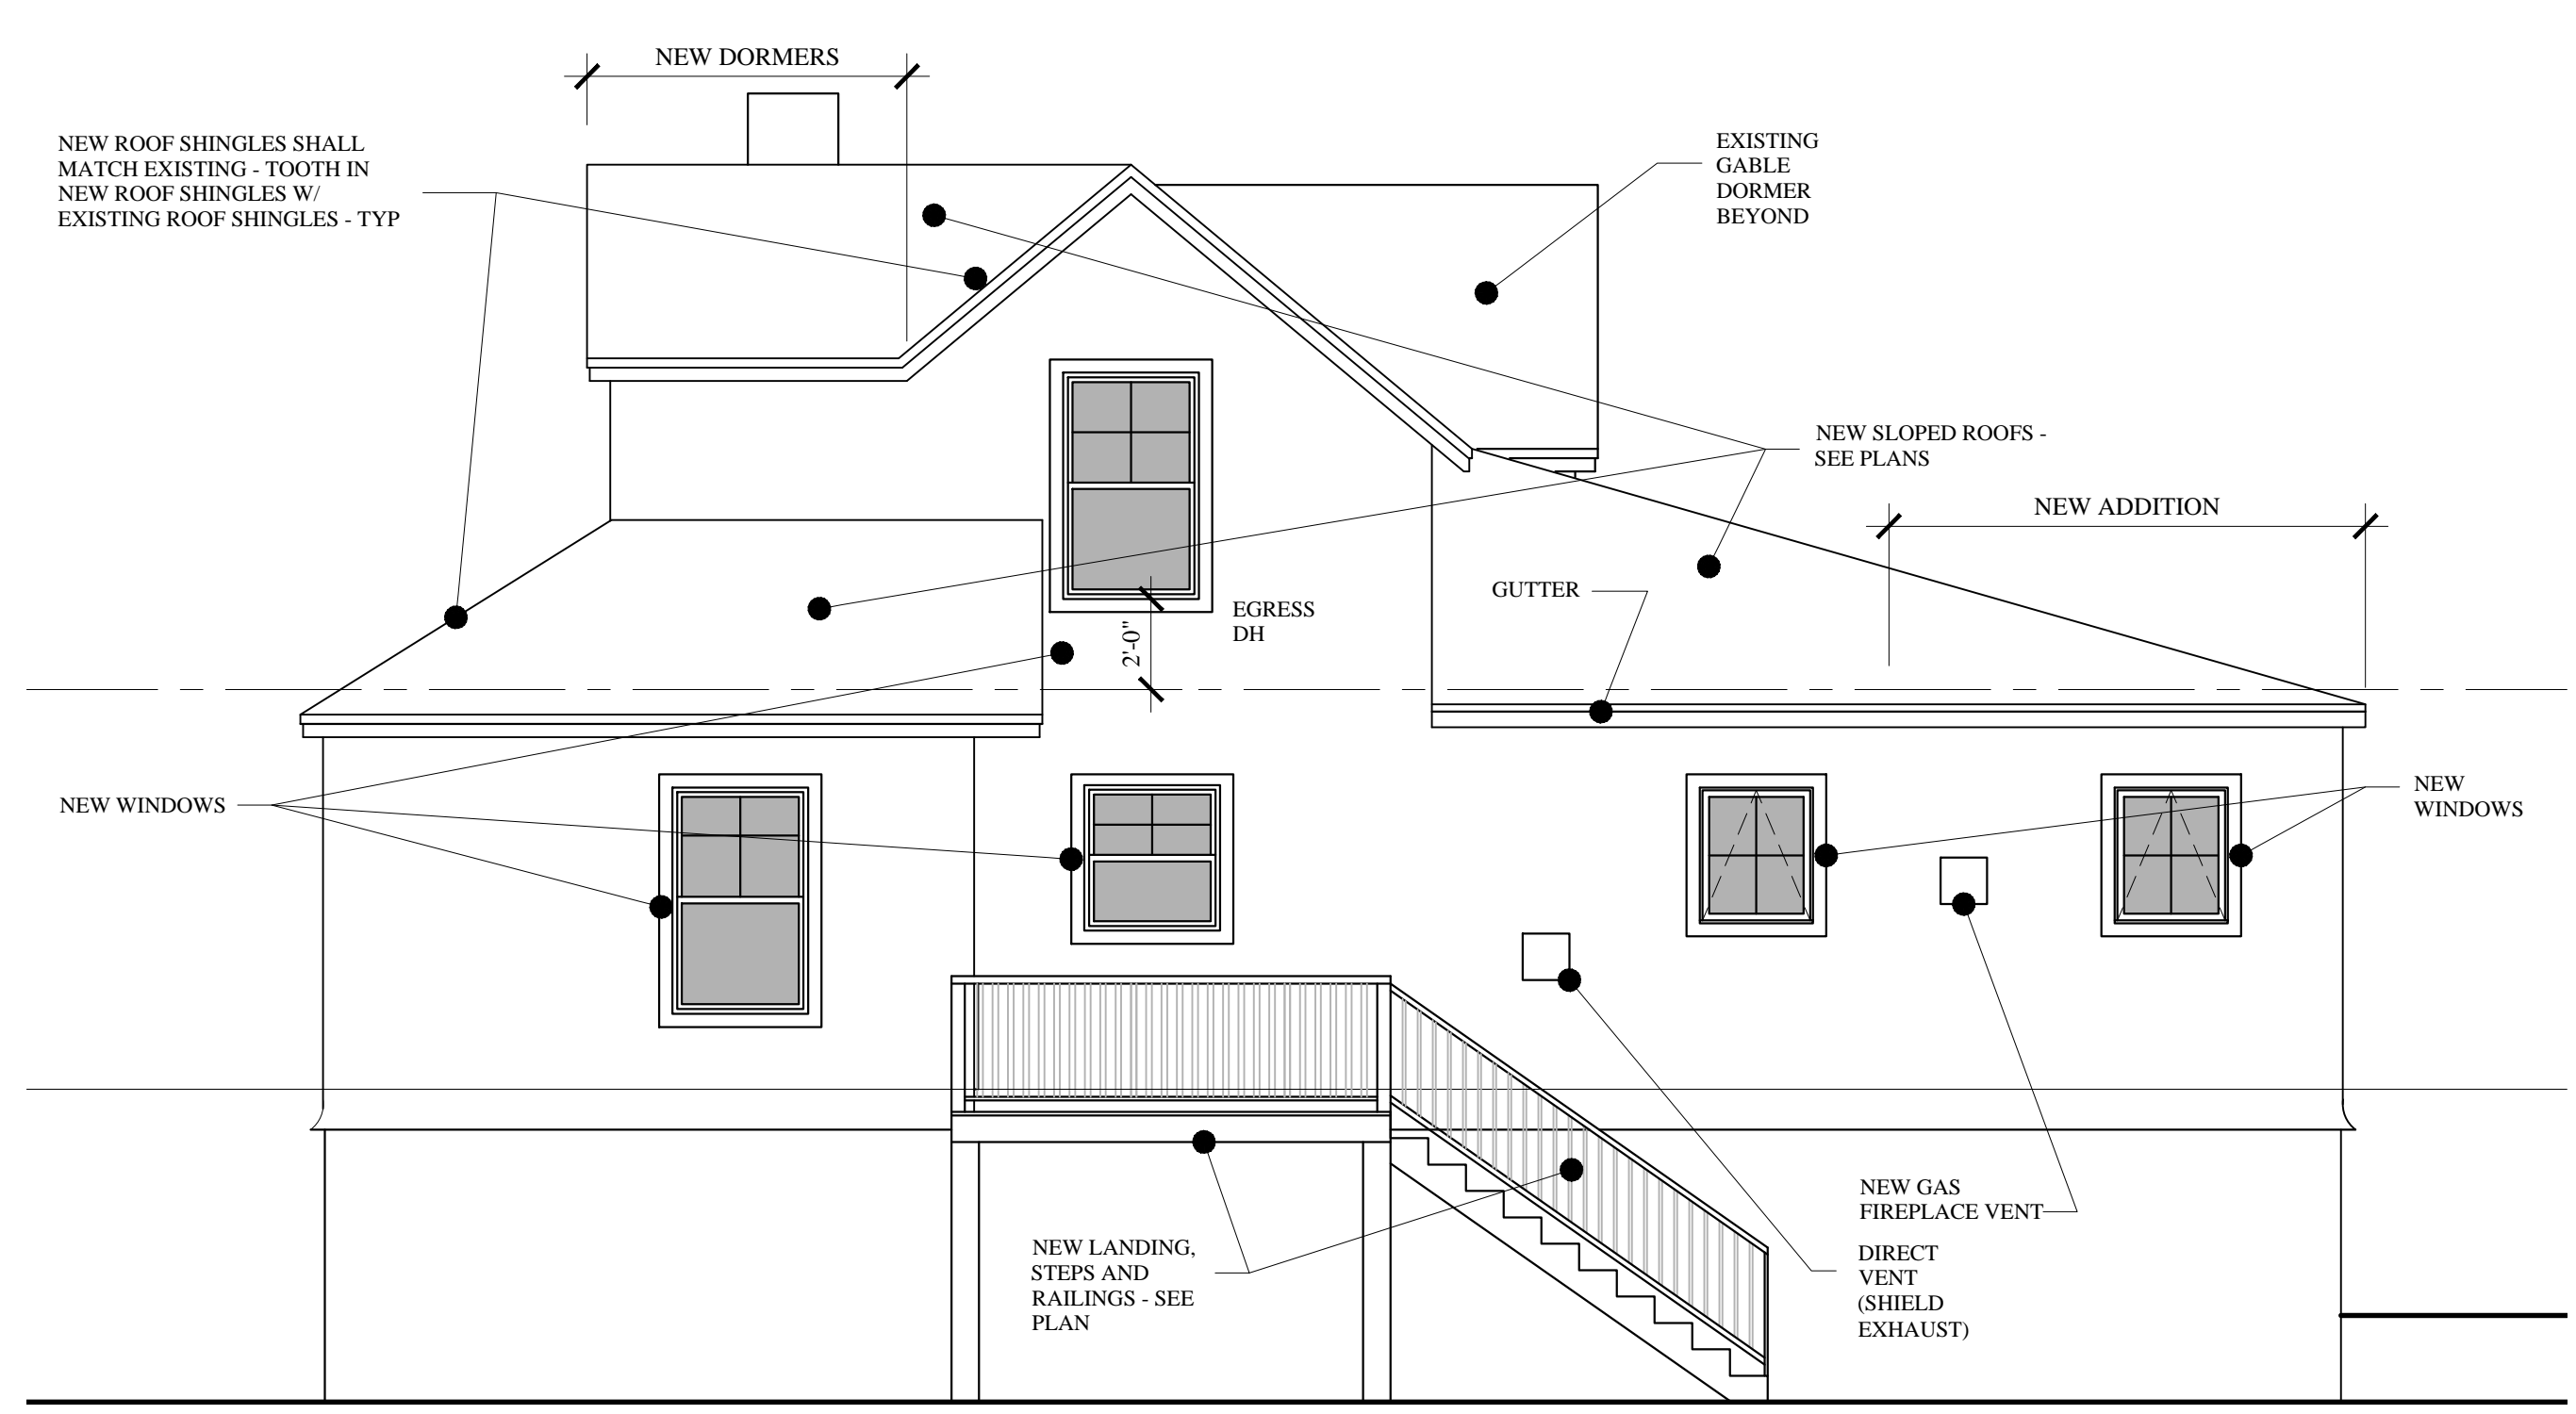 NEW DORMERS
NEW ROOF SHINGLES SHALL
MATCH EXISTING - TOOTH IN
NEW ROOF SHINGLES W/
EXISTING ROOF SHINGLES - TYP
EXISTING
GABLE
DORMER
BEYOND
NEW SLOPED ROOFS -
SEE PLANS
NEW ADDITION
GUTTER
EGRESS
DH
2'-0"
NEW WINDOWS
NEW
WINDOWS
NEW GAS
FIREPLACE VENT
DIRECT
VENT
(SHIELD
EXHAUST)
NEW LANDING,
STEPS AND
RAILINGS - SEE
PLAN